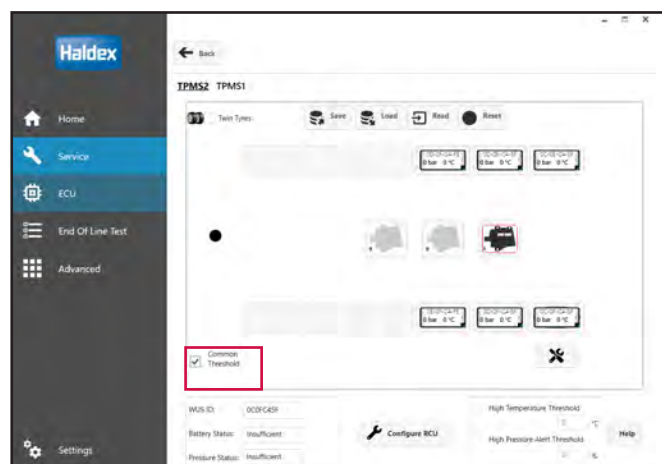 Haldex
Back
TPMS2 TPMS1
Home
Twin Tyres
Save
Load
Read
Reset
Service
0 bar 0 °C
0 bar 0 °C
0 bar 0 °C
ECU
End Of Line Test
Advanced
0 bar 0 °C
0 bar 0 °C
0 bar 0 °C
Common
Threshold
WUS ID:
0C0FC45F
High Temperature Threshold
0 °C
Battery Status:
Insufficient
Configure RCU
Help
High Pressure Alert Threshold
Settings
Pressure Status:
Insufficient
0 %